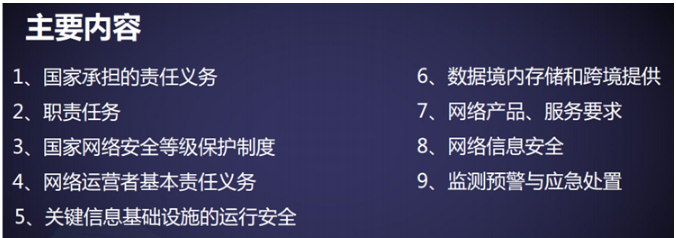 主要内容
1、国家承担的责任义务
2、职责任务
3、国家网络安全等级保护制度
4、网络运营者基本责任义务
5、关键信息基础设施的运行安全
6、数据境内存储和跨境提供
7、网络产品、服务要求
8、网络信息安全
9、监测预警与应急处置